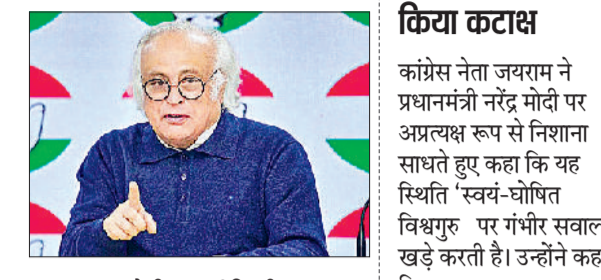 किया कटाक्ष
कांग्रेस नेता जयराम ने
प्रधानमंत्री नरेंद्र मोदी पर
अप्रत्यक्ष रूप से निशाना
साधते हुए कहा कि यह
स्थिति ‘स्वयं-घोषित
विश्वगुरु पर गंभीर सवाल
खड़े करती है। उन्होंने कह